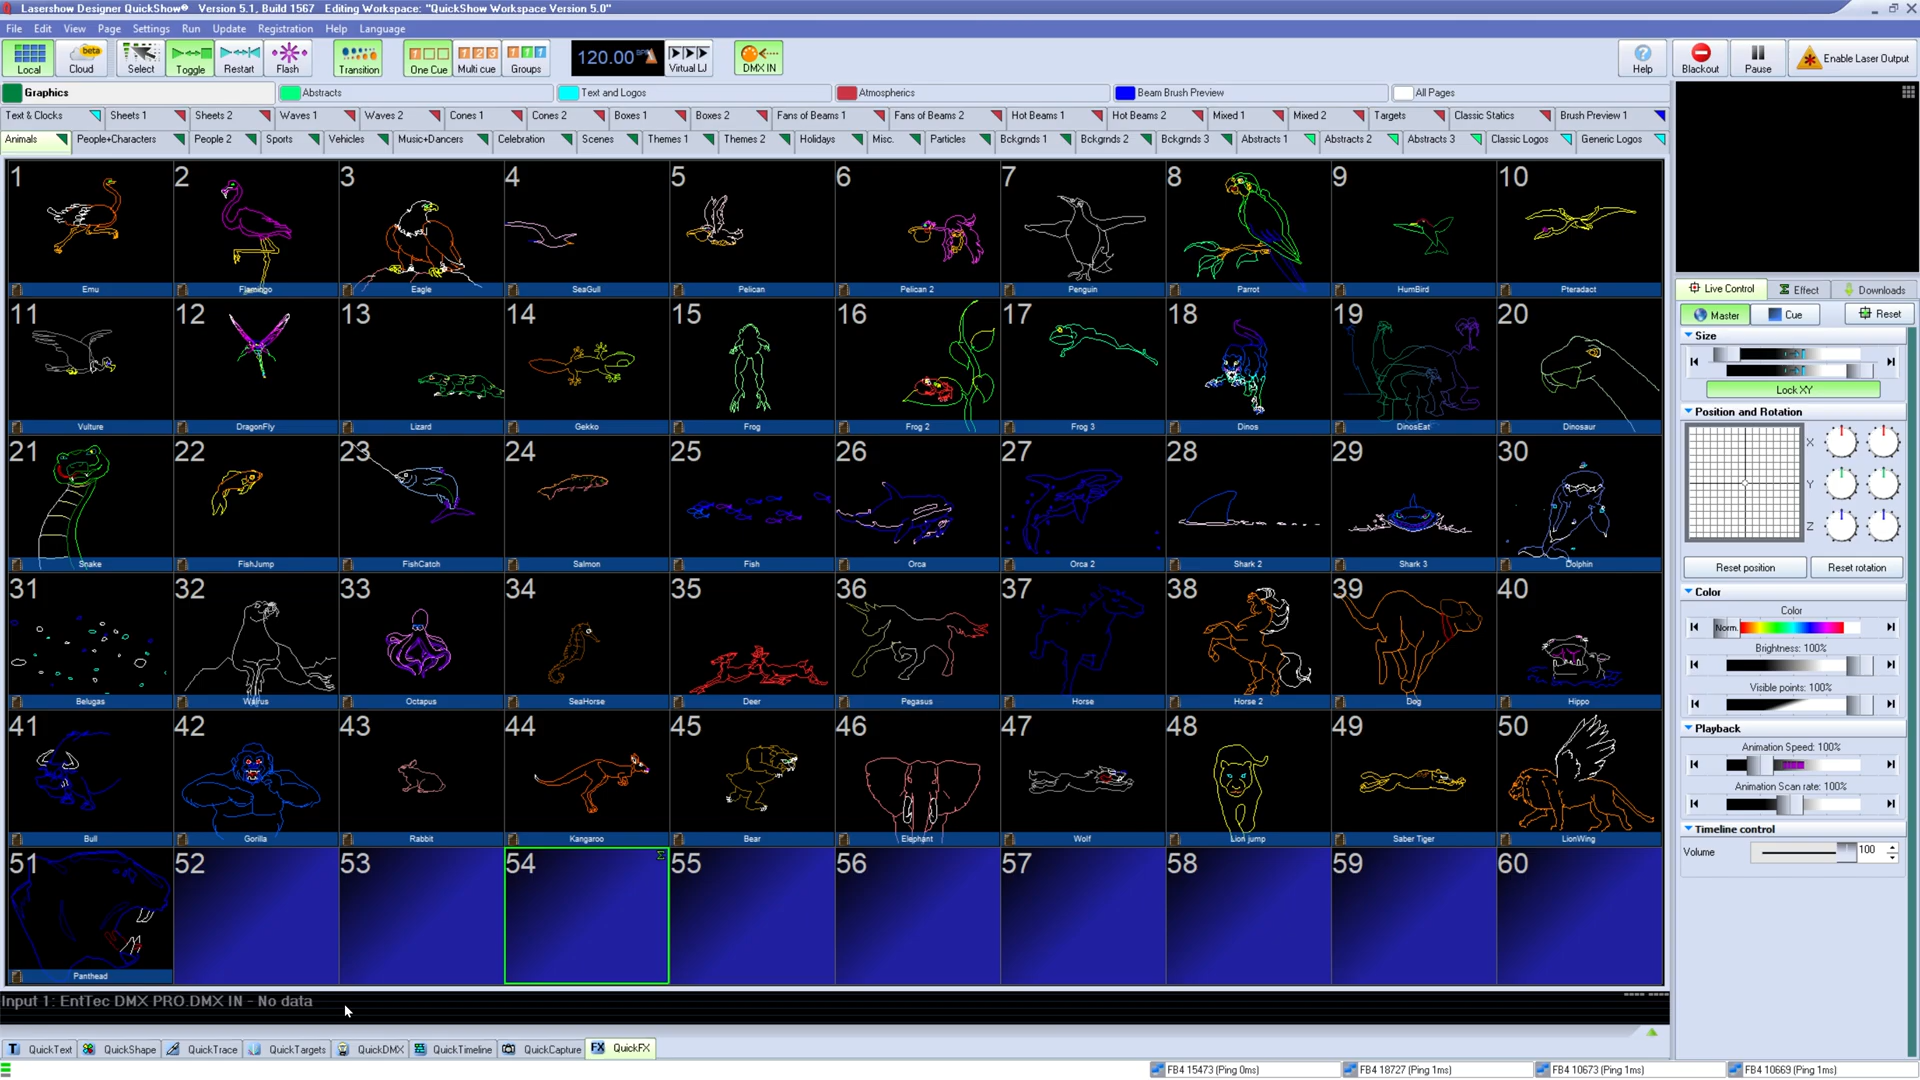 Lasershow Designer QuickShow® Version 5.1, Build 1567 Editing Workspace: "QuickShow Workspace Version 5.0"
File Edit View Page Settings Run Update Registration Help Language
Local Cloud beta Select Toggle Restart Flash Transition One Cue Multi cue Groups 120.00 BPM Virtual LJ DMX IN Help Blackout Pause Enable Laser Output
Graphics Abstracts Text and Logos Atmospherics Beam Brush Preview All Pages
Text & Clocks Sheets 1 Sheets 2 Waves 1 Waves 2 Cones 1 Cones 2 Boxes 1 Boxes 2 Fans of Beams 1 Fans of Beams 2 Hot Beams 1 Hot Beams 2 Mixed 1 Mixed 2 Targets Classic Statics Brush Preview 1
Animals People+Characters People 2 Sports Vehicles Music+Dancers Celebration Scenes Themes 1 Themes 2 Holidays Misc. Particles Bckgrnds 1 Bckgrnds 2 Bckgrnds 3 Abstracts 1 Abstracts 2 Abstracts 3 Classic Logos Generic Logos
1 2 3 4 5 6 7 8 9 10
Emu Flamingo Eagle SeaGull Pelican Pelican 2 Penguin Parrot HumBird Pteradact
11 12 13 14 15 16 17 18 19 20
Vulture DragonFly Lizard Gekko Frog Frog 2 Frog 3 Dinos DinosEat Dinosaur
21 22 23 24 25 26 27 28 29 30
Snake FishJump FishCatch Salmon Fish Orca Orca 2 Shark 2 Shark 3 Dolphin
31 32 33 34 35 36 37 38 39 40
Belugas Walrus Octapus SeaHorse Deer Pegasus Horse Horse 2 Dog Hippo
41 42 43 44 45 46 47 48 49 50
Bull Gorilla Rabbit Kangaroo Bear Elephant Wolf Lion jump Saber Tiger LionWing
51 52 53 54 55 56 57 58 59 60
Panthead
Input 1: EntTec DMX PRO.DMX IN - No data
QuickText QuickShape QuickTrace QuickTargets QuickDMX QuickTimeline QuickCapture FX QuickFX
FB4 15473 (Ping 0ms) FB4 18727 (Ping 1ms) FB4 10673 (Ping 1ms) FB4 10669 (Ping 1ms)
Live Control Effect Downloads
Master Cue Reset
Size
Lock XY
Position and Rotation
X
Y
Z
Reset position Reset rotation
Color
Color
Norm.
Brightness: 100%
Visible points: 100%
Playback
Animation Speed: 100%
Animation Scan rate: 100%
Timeline control
Volume 100